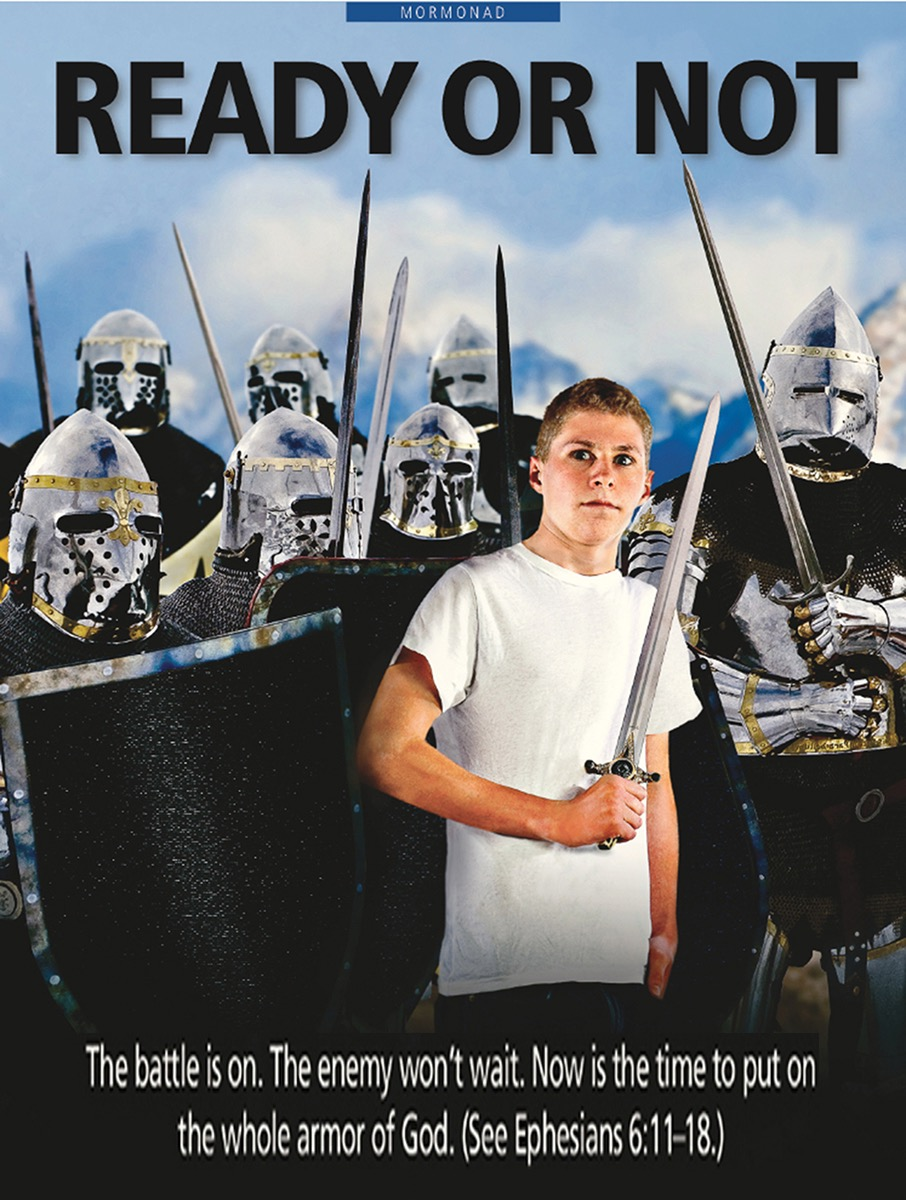 MORMONAD
READY OR NOT
The battle is on. The enemy won't wait. Now is the time to put on
the whole armor of God. (See Ephesians 6:11–18.)